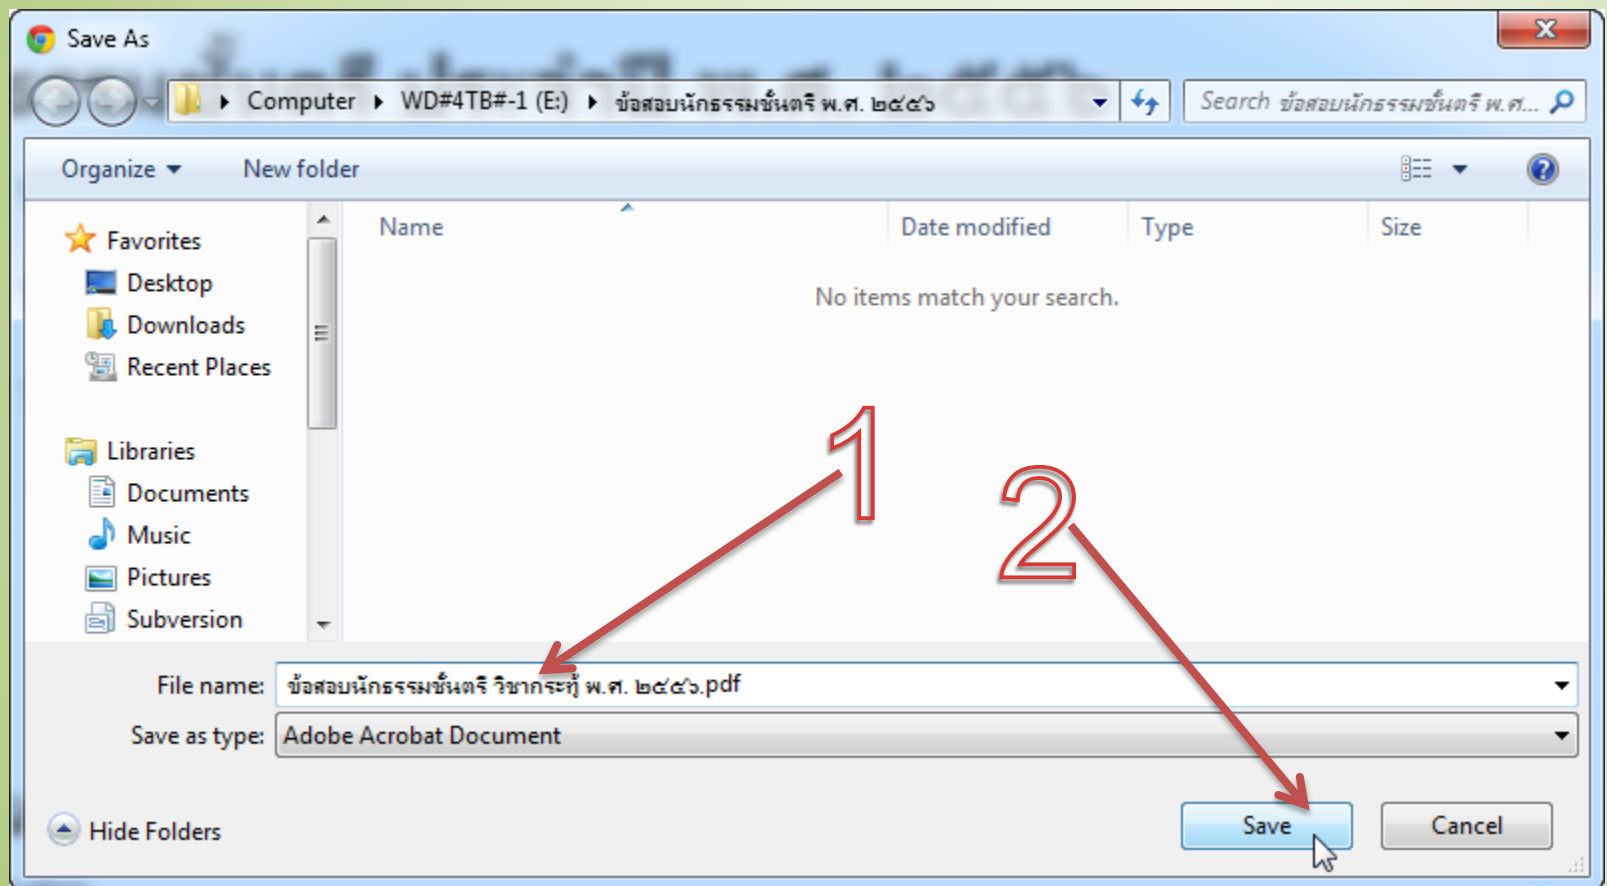 Save As
Computer ▸ WD#4TB#-1 (E:) ▸ ข้อสอบนักธรรมชั้นตรี พ.ศ. ๒๕๕๖
Search ข้อสอบนักธรรมชั้นตรี พ.ศ...
Organize
New folder
Name
Date modified
Type
Size
No items match your search.
Favorites
Desktop
Downloads
Recent Places
Libraries
Documents
Music
Pictures
Subversion
1
2
File name: ข้อสอบนักธรรมชั้นตรี วิชากระทู้ พ.ศ. ๒๕๕๖.pdf
Save as type: Adobe Acrobat Document
Hide Folders
Save
Cancel